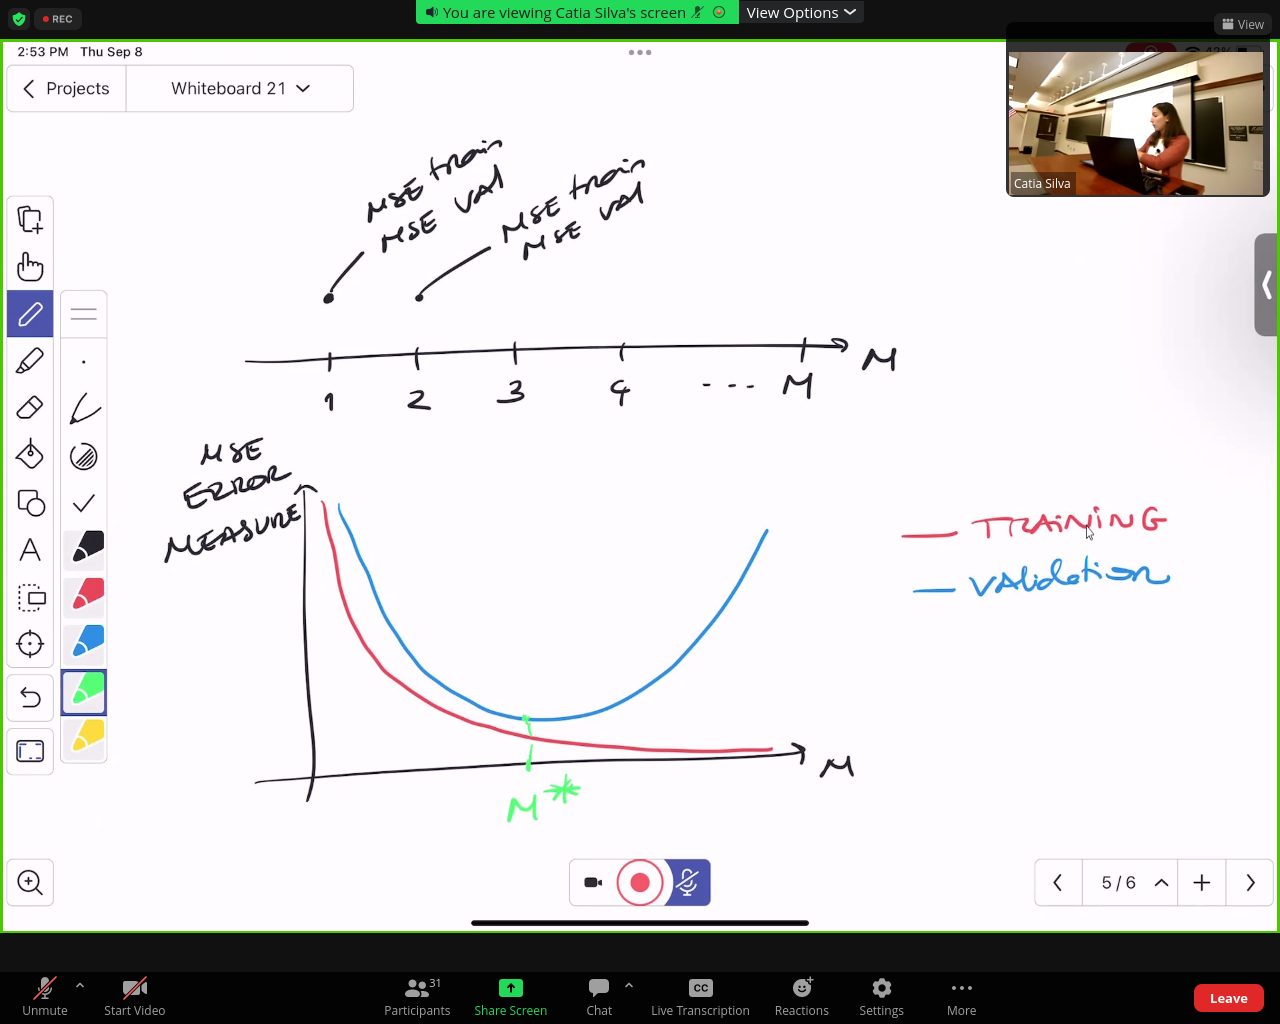 REC
You are viewing Catia Silva's screen
View Options
View
2:53 PM Thu Sep 8
Projects
Whiteboard 21
Catia Silva
MSE train
MSE val
MSE train
MSE val
1 2 3 4 --- M
M
MSE
ERROR
MEASURE
TRAINING
validation
M
M*
5 / 6
Unmute
Start Video
Participants
31
Share Screen
Chat
CC
Live Transcription
Reactions
Settings
More
Leave